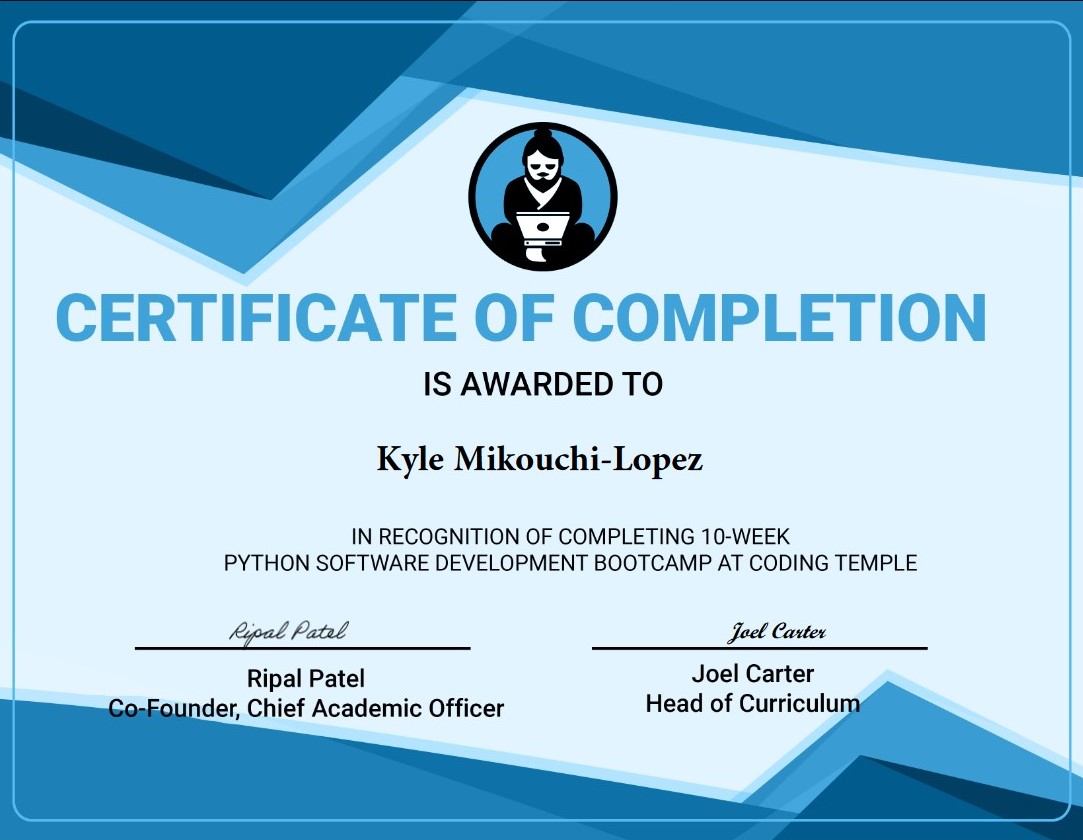 CERTIFICATE OF COMPLETION
IS AWARDED TO
Kyle Mikouchi-Lopez
IN RECOGNITION OF COMPLETING 10-WEEK
PYTHON SOFTWARE DEVELOPMENT BOOTCAMP AT CODING TEMPLE
Ripal Patel
Ripal Patel
Co-Founder, Chief Academic Officer
Joel Carter
Joel Carter
Head of Curriculum